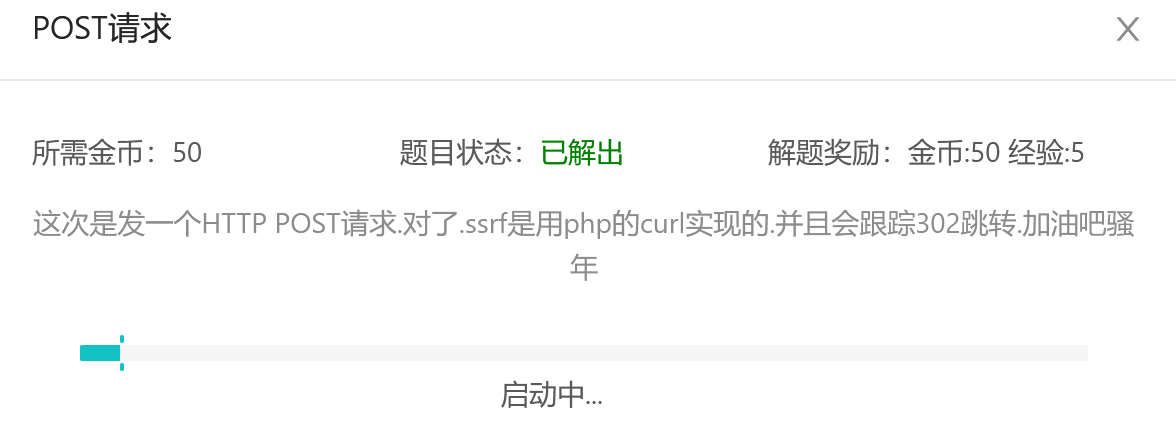 POST请求
X
所需金币：50 题目状态：已解出 解题奖励：金币:50 经验:5
这次是发一个HTTP POST请求.对了.ssrf是用php的curl实现的.并且会跟踪302跳转.加油吧骚
年
启动中...